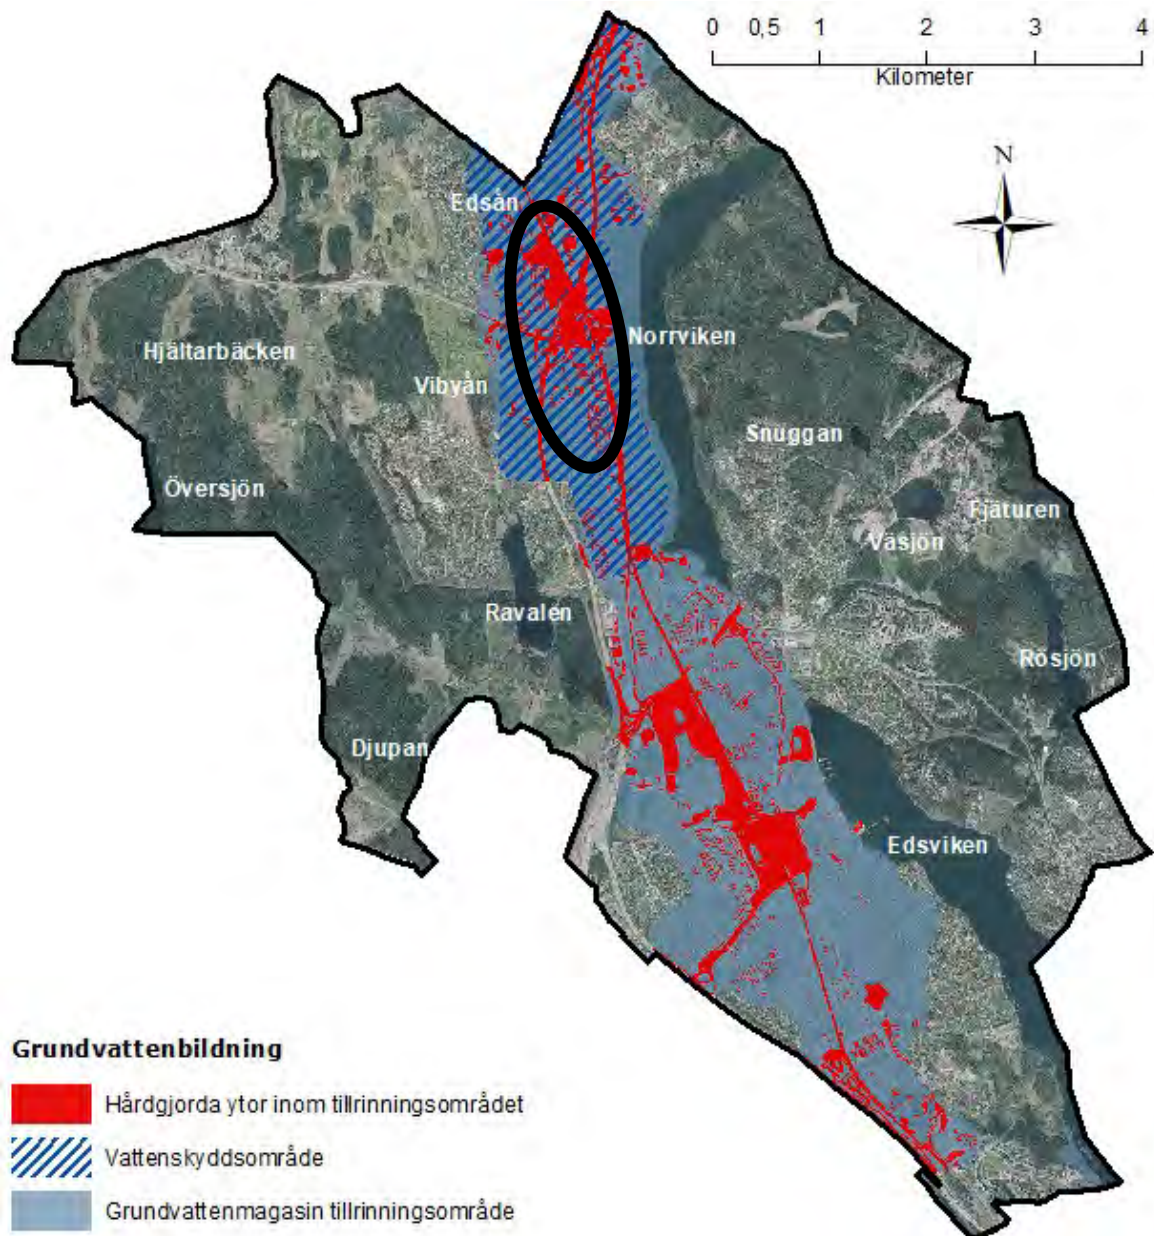 0 0,5 1 2 3 4
Kilometer
N
Edsån
Norrviken
Hjältarbäcken
Vibyån
Snuggan
Översjön
Fjäturen
Väsjön
Ravalen
Rösjön
Djupan
Edsviken
Grundvattenbildning
Hårdgjorda ytor inom tillrinningsområdet
Vattenskyddsområde
Grundvattenmagasin tillrinningsområde